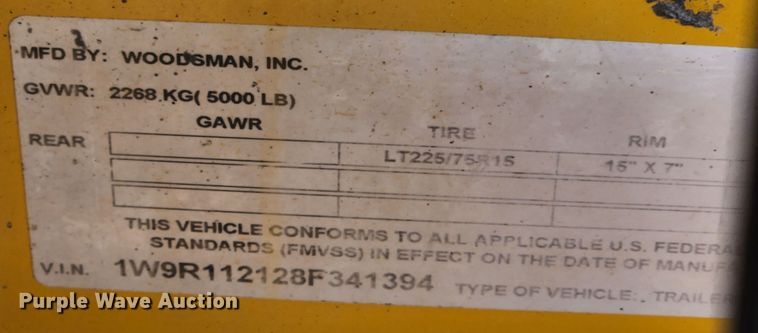 MFD BY: WOODSMAN, INC.
GVWR: 2268 KG( 5000 LB)
GAWR TIRE RIM
REAR LT225/75R15 15" X 7"
THIS VEHICLE CONFORMS TO ALL APPLICABLE U.S. FEDERA
STANDARDS (FMVSS) IN EFFECT ON THE DATE OF MANUFA
V.I.N. 1W9R112128F341394 TYPE OF VEHICLE: TRAILER
Purple Wave Auction